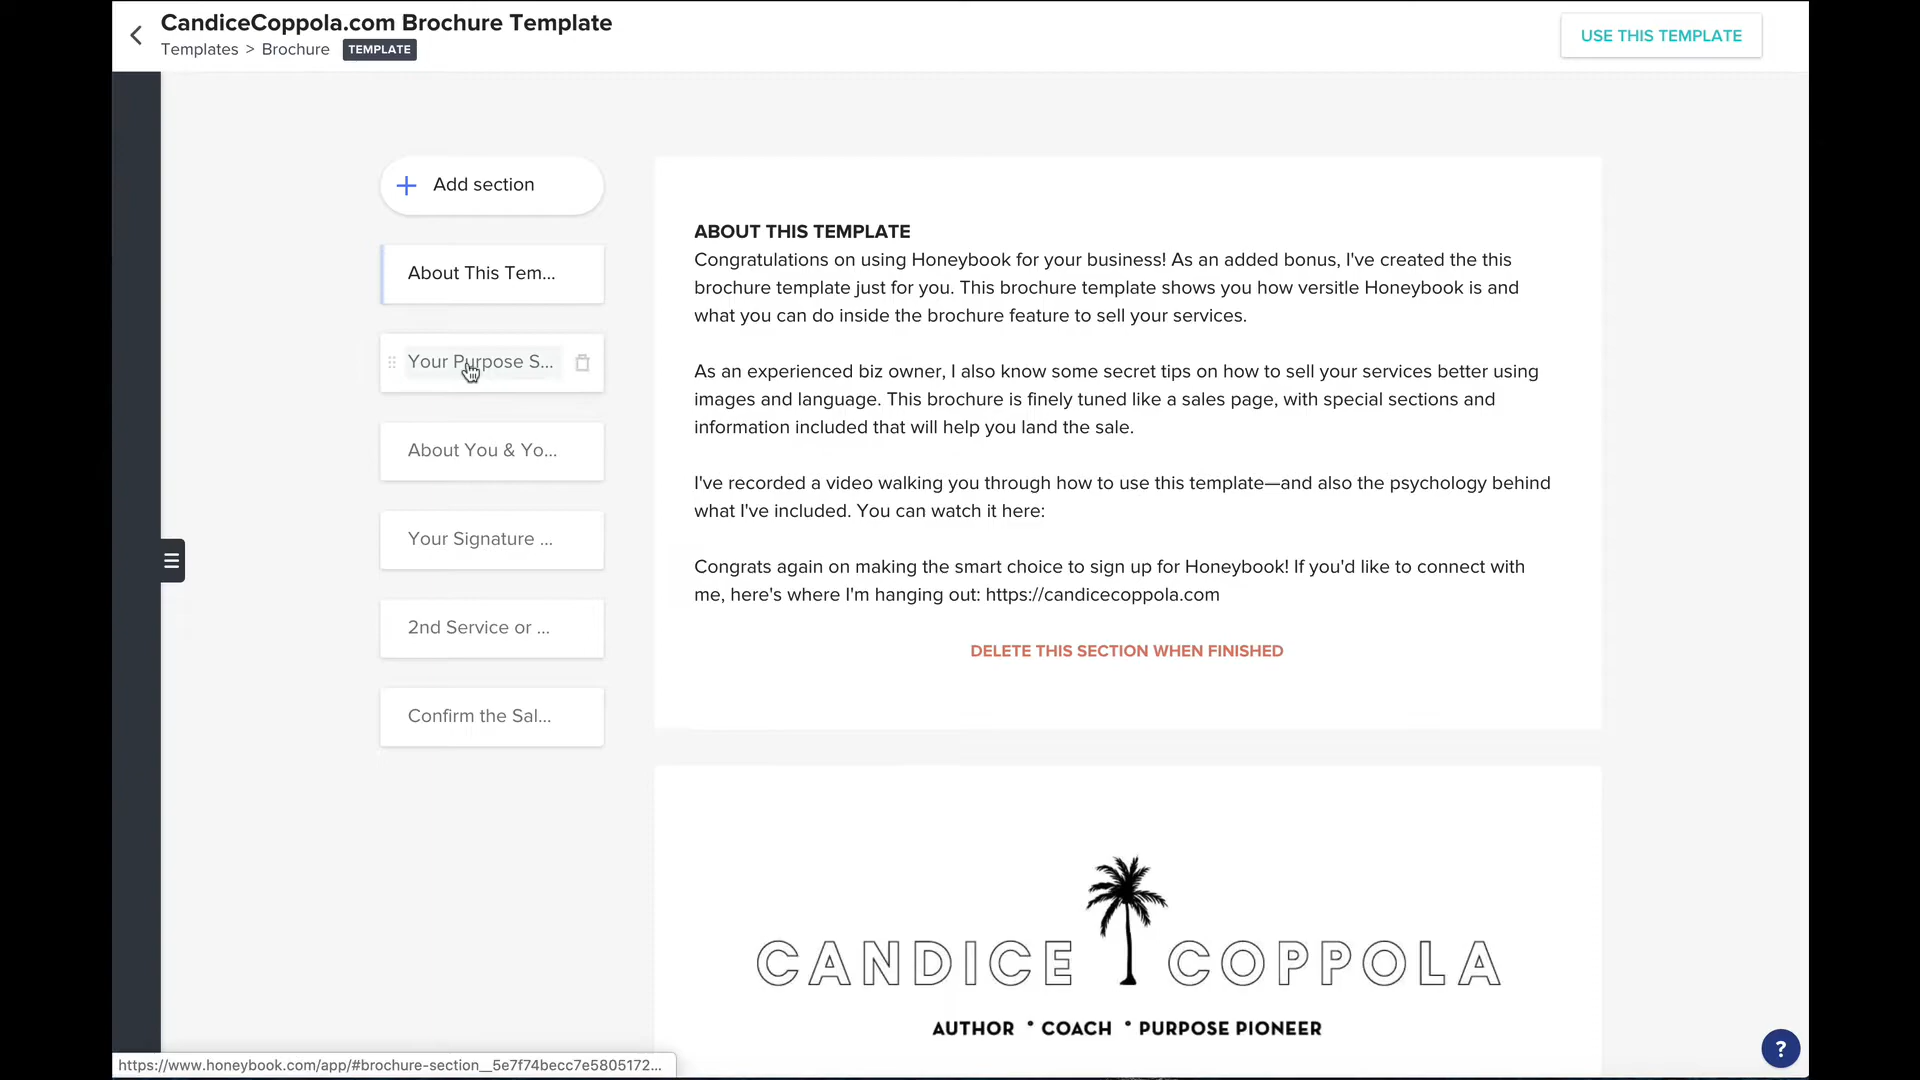 CandiceCoppola.com Brochure Template
Templates > Brochure TEMPLATE
USE THIS TEMPLATE
Add section
About This Tem...
Your Purpose S...
About You & Yo...
Your Signature ...
2nd Service or ...
Confirm the Sal...
ABOUT THIS TEMPLATE
Congratulations on using Honeybook for your business! As an added bonus, I've created the this
brochure template just for you. This brochure template shows you how versitle Honeybook is and
what you can do inside the brochure feature to sell your services.
As an experienced biz owner, I also know some secret tips on how to sell your services better using
images and language. This brochure is finely tuned like a sales page, with special sections and
information included that will help you land the sale.
I've recorded a video walking you through how to use this template—and also the psychology behind
what I've included. You can watch it here:
Congrats again on making the smart choice to sign up for Honeybook! If you'd like to connect with
me, here's where I'm hanging out: https://candicecoppola.com
DELETE THIS SECTION WHEN FINISHED
CANDICE COPPOLA
AUTHOR * COACH * PURPOSE PIONEER
?
https://www.honeybook.com/app/#brochure-section__5e7f74becc7e5805172...